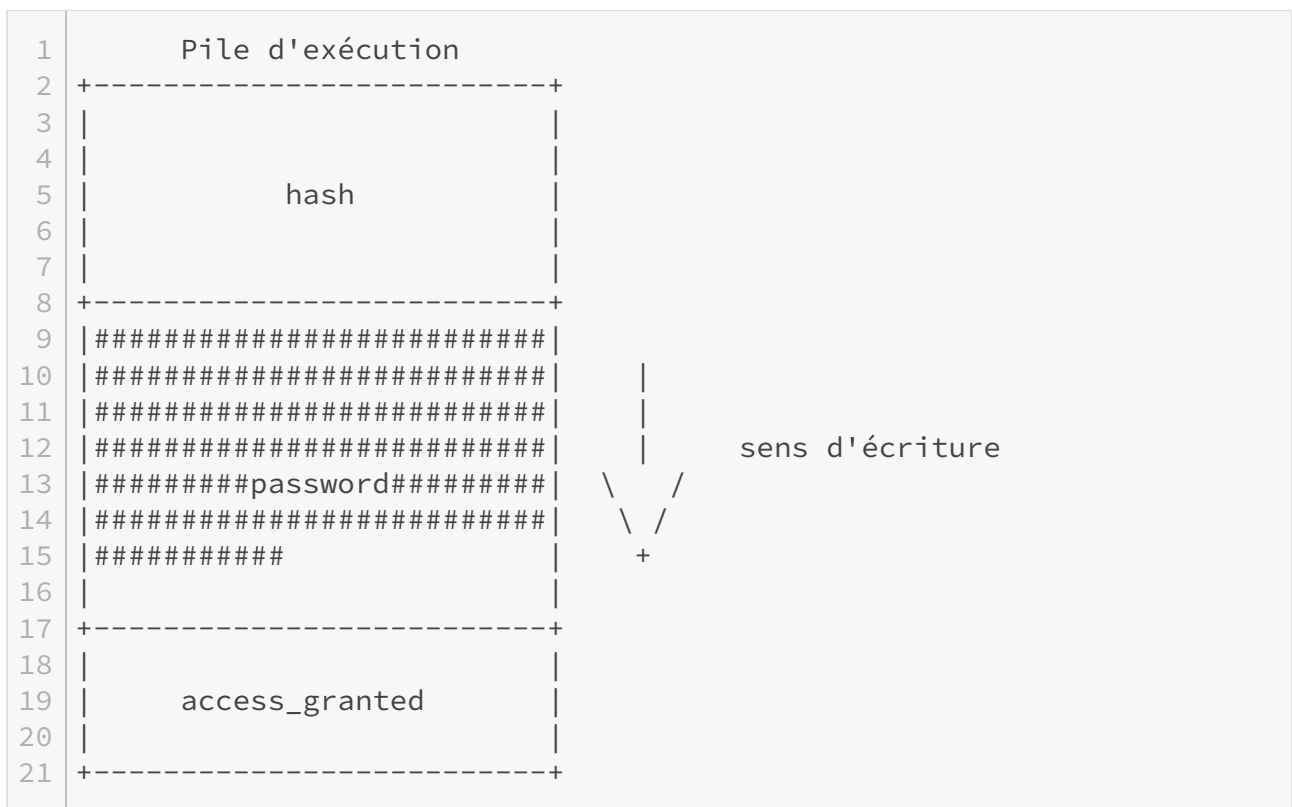 1 Pile d'exécution
2 +--------------------------+
3 | |
4 | |
5 | hash |
6 | |
7 | |
8 +--------------------------+
9 |##########################|
10 |##########################| |
11 |##########################| |
12 |##########################| | sens d'écriture
13 |#########password#########| \ /
14 |##########################| \ /
15 |########### | +
16 | |
17 +--------------------------+
18 | |
19 | access_granted |
20 | |
21 +--------------------------+